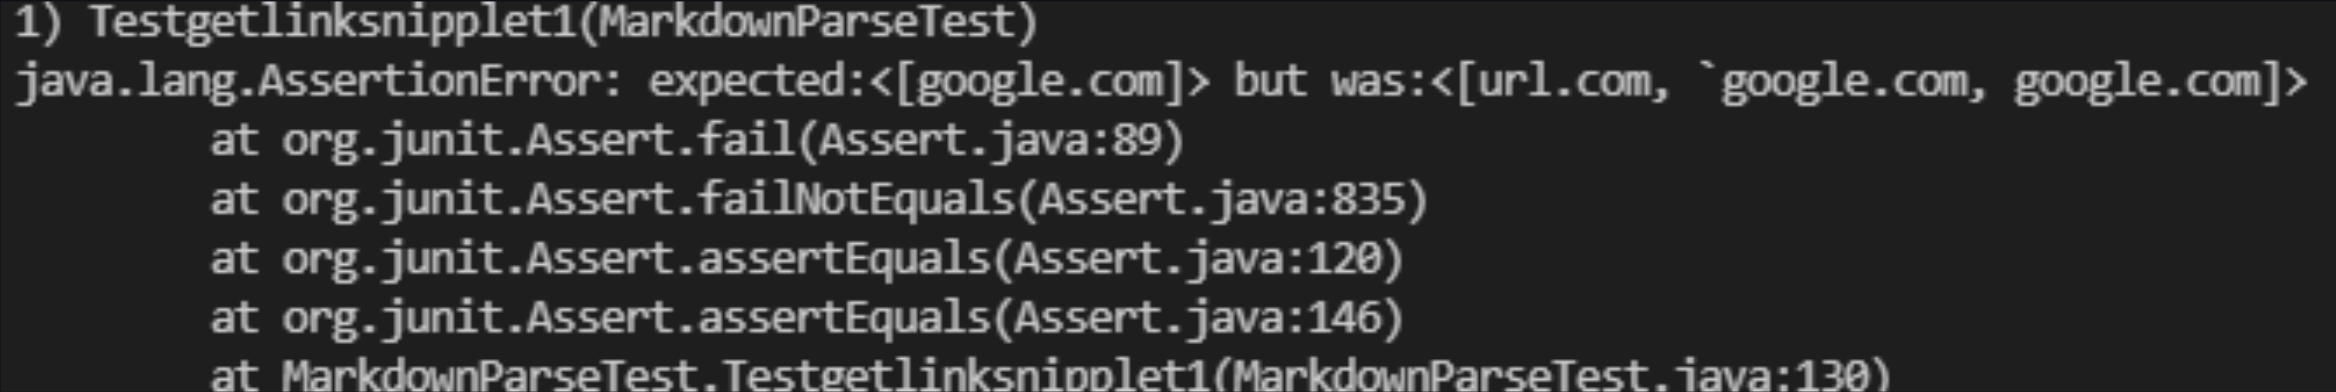 1) Testgetlinksnipplet1(MarkdownParseTest)
java.lang.AssertionError: expected:<[google.com]> but was:<[url.com, `google.com, google.com]>
at org.junit.Assert.fail(Assert.java:89)
at org.junit.Assert.failNotEquals(Assert.java:835)
at org.junit.Assert.assertEquals(Assert.java:120)
at org.junit.Assert.assertEquals(Assert.java:146)
at MarkdownParseTest.Testgetlinksnipplet1(MarkdownParseTest.java:130)